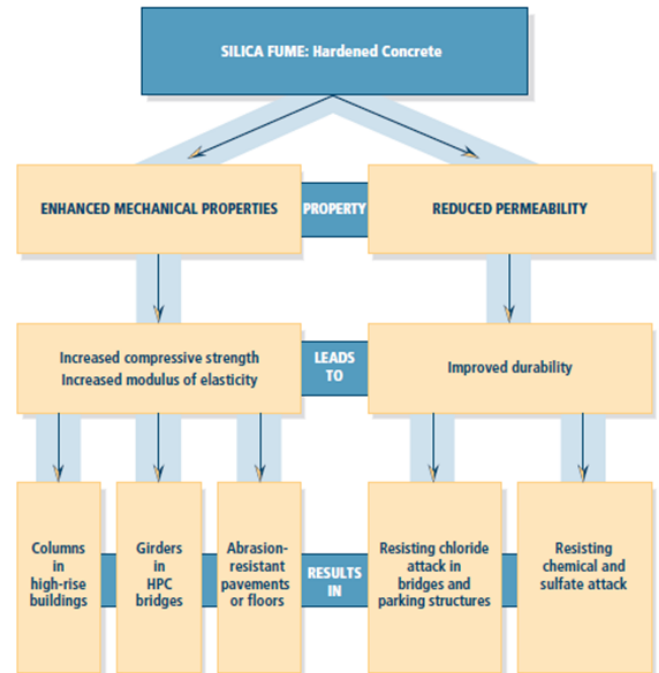 SILICA FUME: Hardened Concrete
ENHANCED MECHANICAL PROPERTIES
PROPERTY
REDUCED PERMEABILITY
Increased compressive strength
Increased modulus of elasticity
LEADS
TO
Improved durability
Columns
in
high-rise
buildings
Girders
in
HPC
bridges
Abrasion-
resistant
pavements
or floors
RESULTS
IN
Resisting chloride
attack in
bridges and
parking structures
Resisting
chemical and
sulfate attack